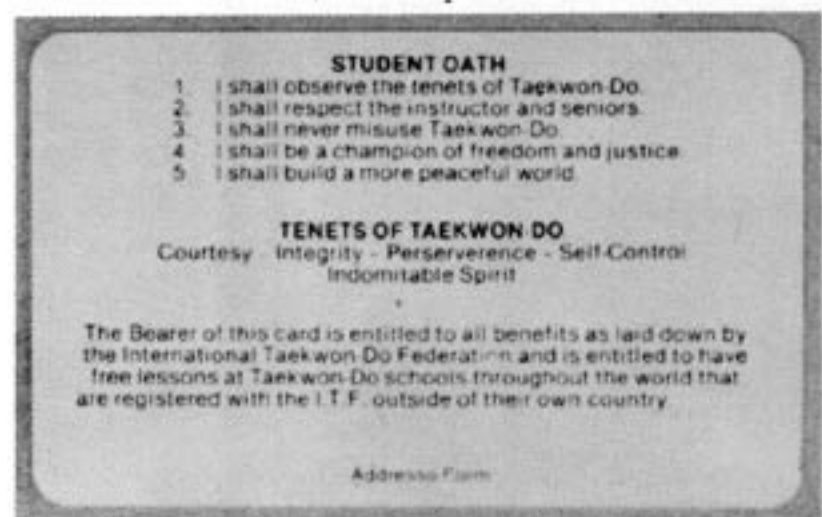 STUDENT OATH
1. I shall observe the tenets of Taekwon-Do.
2. I shall respect the instructor and seniors.
3. I shall never misuse Taekwon-Do.
4. I shall be a champion of freedom and justice.
5. I shall build a more peaceful world.
TENETS OF TAEKWON-DO
Courtesy - Integrity - Perserverence - Self-Control
Indomitable Spirit
The Bearer of this card is entitled to all benefits as laid down by
the International Taekwon-Do Federation and is entitled to have
free lessons at Taekwon-Do schools throughout the world that
are registered with the I.T.F. outside of their own country.